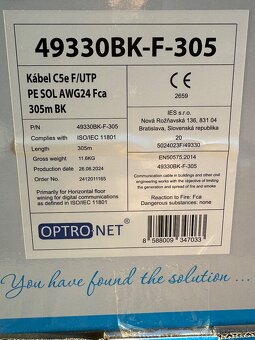 49330BK-F-305
Kábel C5e F/UTP
PE SOL AWG24 Fca
305m BK
CE
2659
P/N 49330BK-F-305
Complies with ISO/IEC 11801
Length 305m
Gross weight 11.6KG
Production date 26.08.2024
Order No. 2412011165
IES s.r.o.
Nová Rožňavská 136, 831 04
Bratislava, Slovenská republika
20
5024023F/49330
EN50575:2014
49330BK-F-305
Communication cable in buildings and other civil
engineering works with the objective of limiting
the generation and spread of fire and smoke
Primarily for Horizontal floor
wiring for digital communications
as defined in ISO/IEC 11801
Reaction to Fire: Fca
Dangerous substances: none
OPTRONET
8 588009 347033
You have found the solution ...